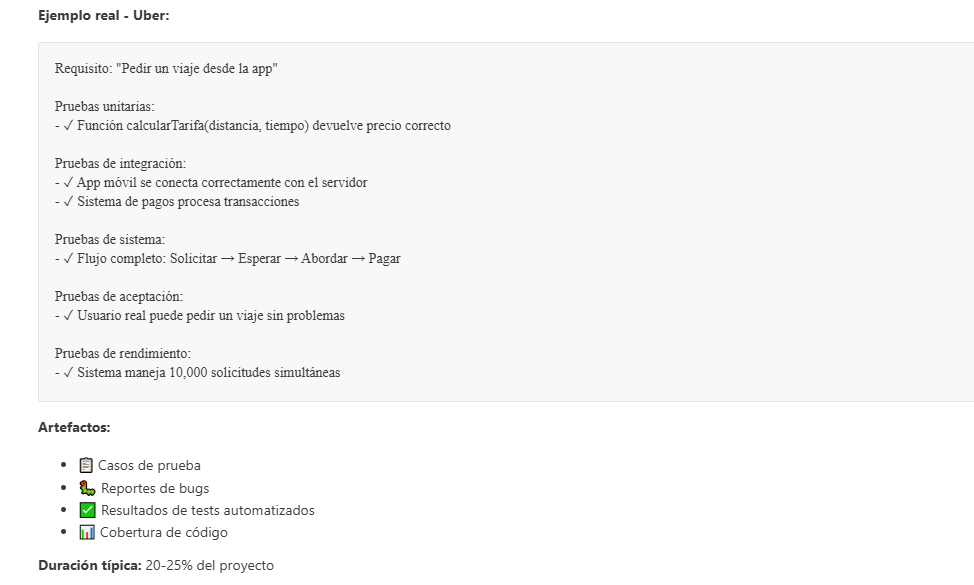 Ejemplo real - Uber:
Requisito: "Pedir un viaje desde la app"
Pruebas unitarias:
- ✓ Función calcularTarifa(distancia, tiempo) devuelve precio correcto
Pruebas de integración:
- ✓ App móvil se conecta correctamente con el servidor
- ✓ Sistema de pagos procesa transacciones
Pruebas de sistema:
- ✓ Flujo completo: Solicitar → Esperar → Abordar → Pagar
Pruebas de aceptación:
- ✓ Usuario real puede pedir un viaje sin problemas
Pruebas de rendimiento:
- ✓ Sistema maneja 10,000 solicitudes simultáneas
Artefactos:
• 📋 Casos de prueba
• 🐛 Reportes de bugs
• ✅ Resultados de tests automatizados
• 📊 Cobertura de código
Duración típica: 20-25% del proyecto